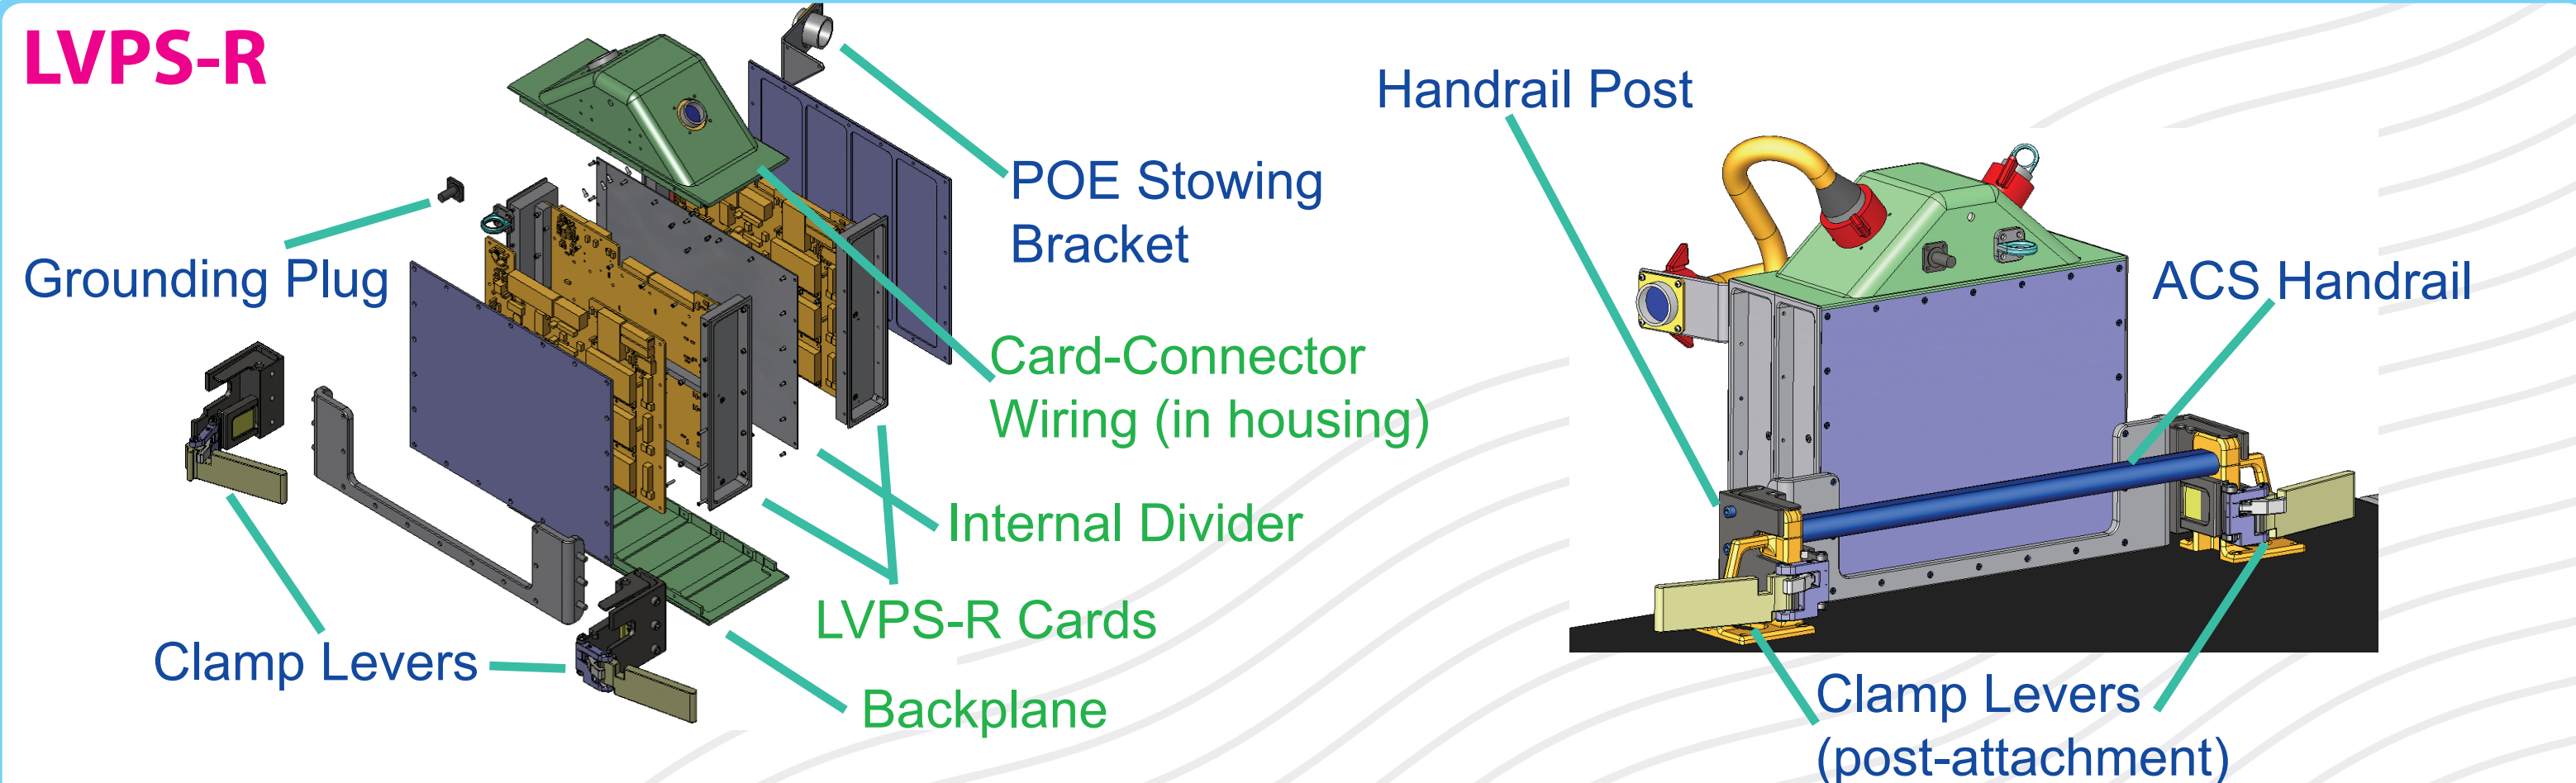 LVPS-R
POE Stowing
Bracket
Grounding Plug
Card-Connector
Wiring (in housing)
Internal Divider
LVPS-R Cards
Clamp Levers
Backplane
Handrail Post
ACS Handrail
Clamp Levers
(post-attachment)